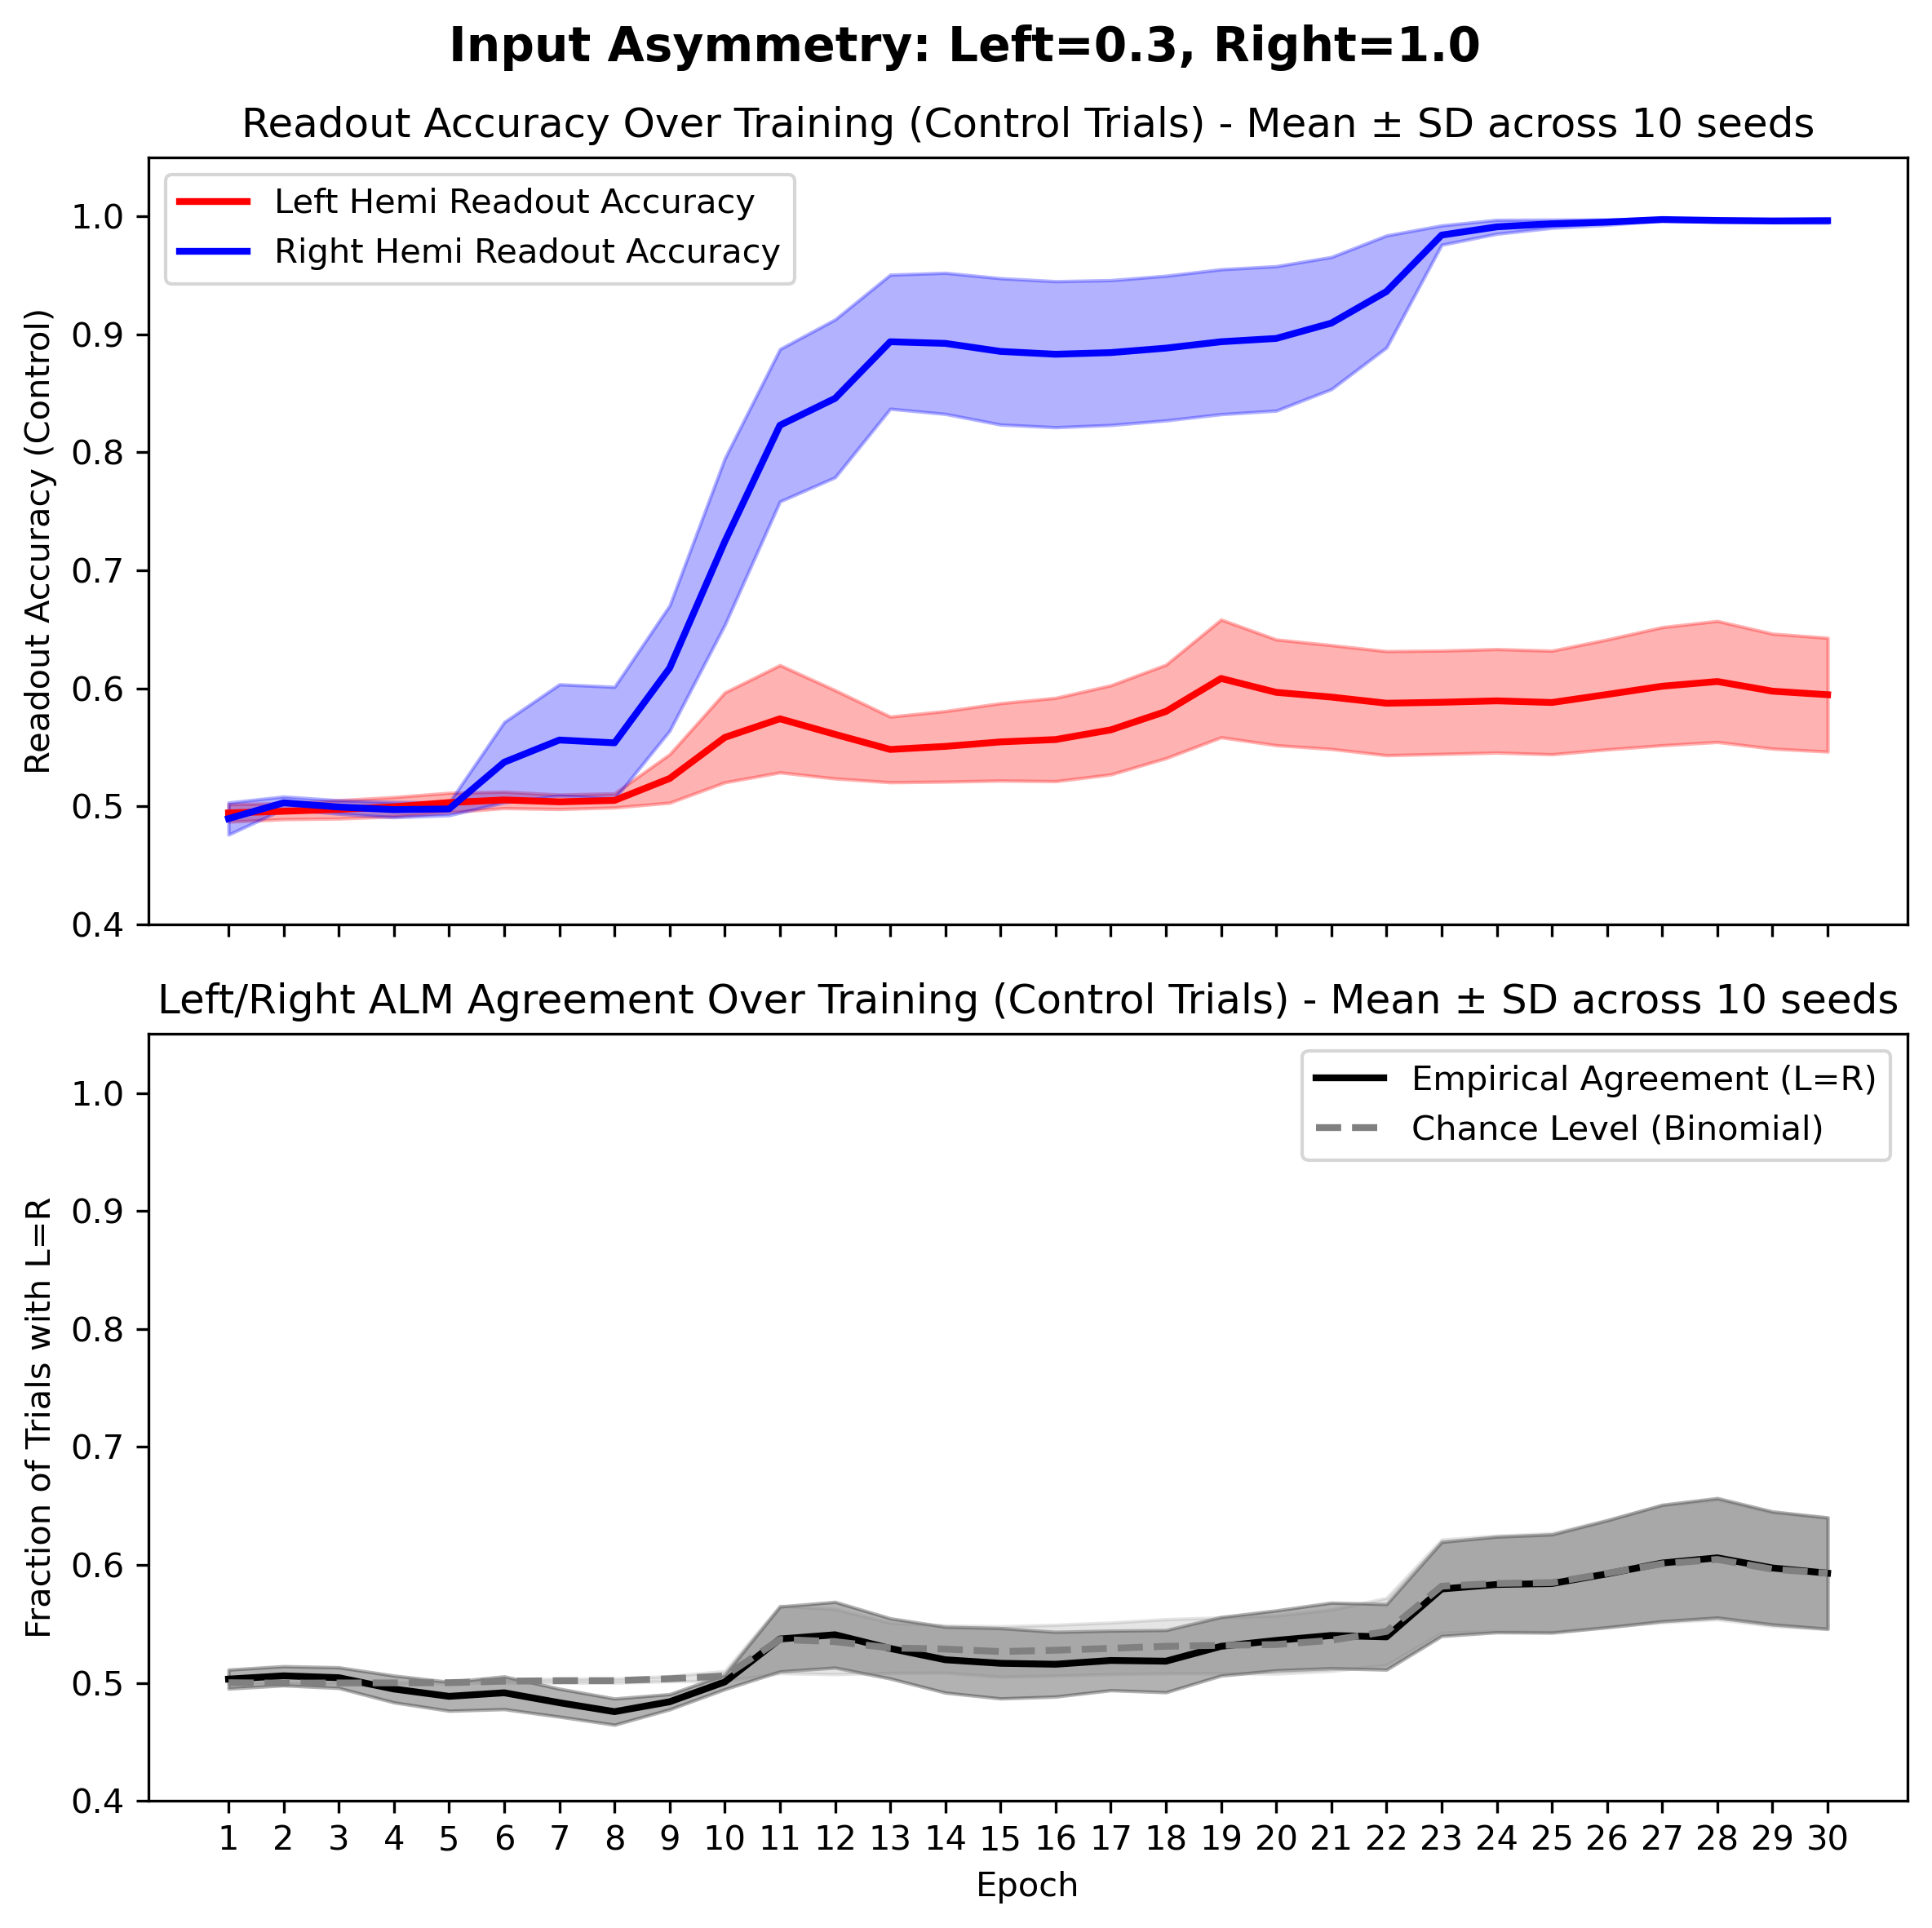 Input Asymmetry: Left=0.3, Right=1.0
Readout Accuracy Over Training (Control Trials) - Mean ± SD across 10 seeds
Left Hemi Readout Accuracy
Right Hemi Readout Accuracy
Readout Accuracy (Control)
1.0
0.9
0.8
0.7
0.6
0.5
0.4
Left/Right ALM Agreement Over Training (Control Trials) - Mean ± SD across 10 seeds
Empirical Agreement (L=R)
Chance Level (Binomial)
Fraction of Trials with L=R
1.0
0.9
0.8
0.7
0.6
0.5
0.4
1 2 3 4 5 6 7 8 9 10 11 12 13 14 15 16 17 18 19 20 21 22 23 24 25 26 27 28 29 30
Epoch